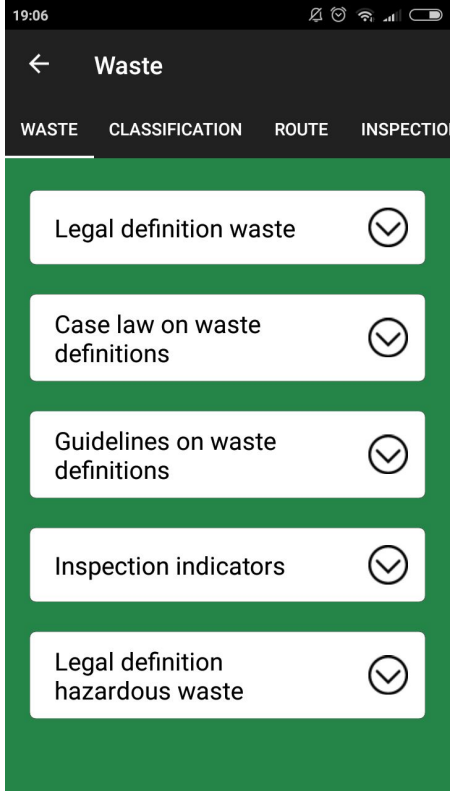 19:06
Waste
WASTE CLASSIFICATION ROUTE INSPECTIO
Legal definition waste
Case law on waste
definitions
Guidelines on waste
definitions
Inspection indicators
Legal definition
hazardous waste